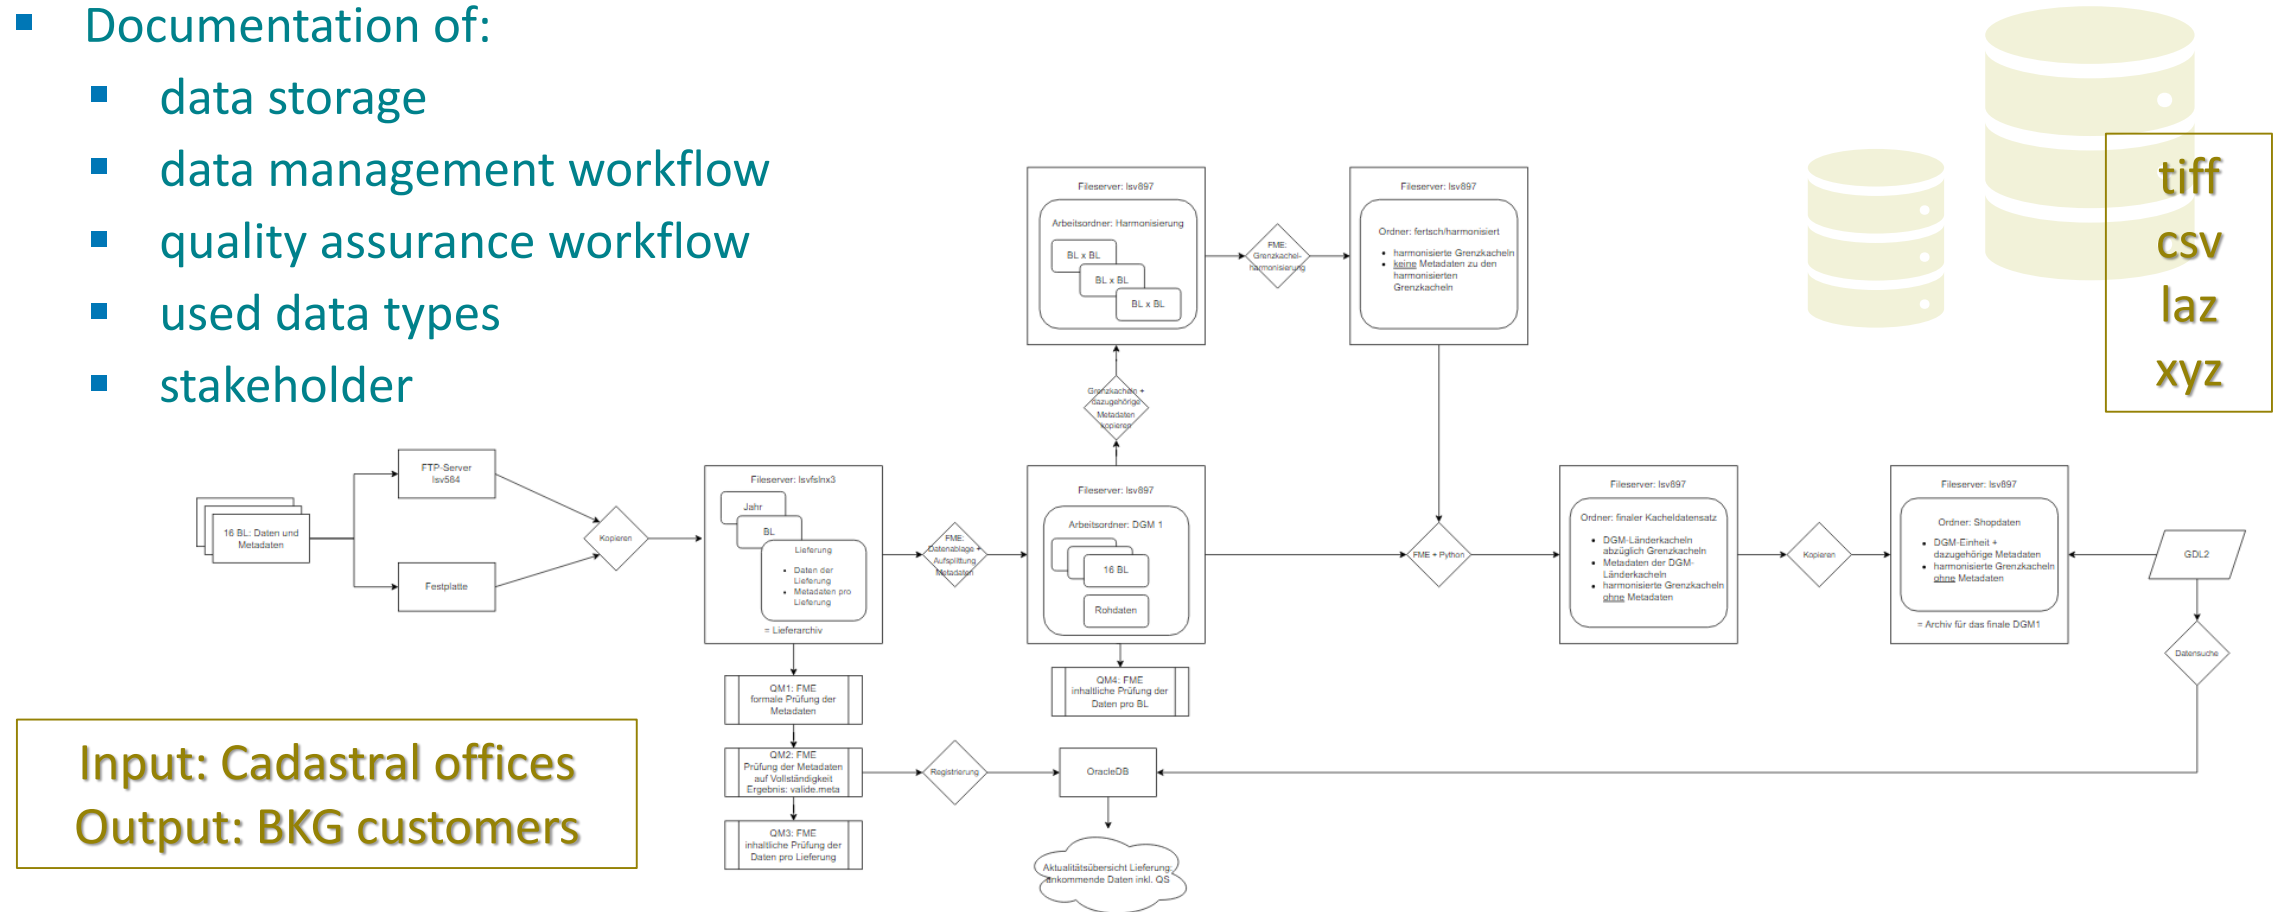 Documentation of:
data storage
data management workflow
quality assurance workflow
used data types
stakeholder
tiff
csv
laz
xyz
Fileserver: lsv897
Arbeitsordner: Harmonisierung
BL x BL
BL x BL
BL x BL
FME:
Grenzkachel-
harmonisierung
Fileserver: lsv897
Ordner: fertsch/harmonisiert
harmonisierte Grenzkacheln
keine Metadaten zu den
harmonisierten
Grenzkacheln
Grenzkacheln +
dazugehörige
Metadaten
kopieren
16 BL: Daten und
Metadaten
FTP-Server
lsv584
Festplatte
Kopieren
Fileserver: lsvfslnx3
Jahr
BL
Lieferung
Daten der
Lieferung
Metadaten pro
Lieferung
= Lieferarchiv
FME:
Datenablage +
Aufsplittung
Metadaten
Fileserver: lsv897
Arbeitsordner: DGM 1
16 BL
Rohdaten
FME + Python
Fileserver: lsv897
Ordner: finaler Kacheldatensatz
DGM-Länderkacheln
abzüglich Grenzkacheln
Metadaten der DGM-
Länderkacheln
harmonisierte Grenzkacheln
ohne Metadaten
Kopieren
Fileserver: lsv897
Ordner: Shopdaten
DGM-Einheit +
dazugehörige Metadaten
harmonisierte Grenzkacheln
ohne Metadaten
= Archiv für das finale DGM1
GDL2
Datensuche
QM1: FME
formale Prüfung der
Metadaten
QM2: FME
Prüfung der Metadaten
auf Vollständigkeit
Ergebnis: valide.meta
QM3: FME
inhaltliche Prüfung der
Daten pro Lieferung
QM4: FME
inhaltliche Prüfung der
Daten pro BL
Registrierung
OracleDB
Aktualitätsübersicht Lieferung:
ankommende Daten inkl. QS
Input: Cadastral offices
Output: BKG customers